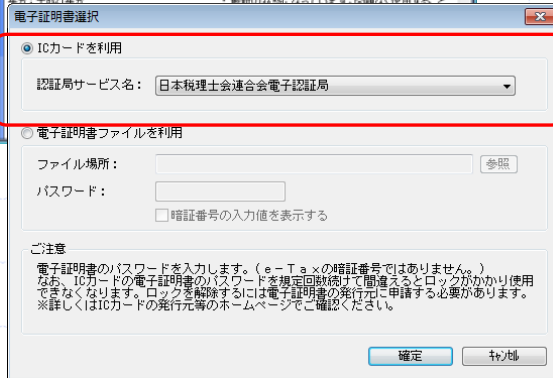 電子証明書選択
ICカードを利用
認証局サービス名：
日本税理士会連合会電子認証局
電子証明書ファイルを利用
ファイル場所：
参照
パスワード：
暗証番号の入力値を表示する
ご注意
電子証明書のパスワードを入力します。（ｅ－Ｔａｘの暗証番号ではありません。）
なお、ICカードの電子証明書のパスワードを規定回数続けて間違えるとロックがかかり使用
できなくなります。ロックを解除するには電子証明書の発行元に申請する必要があります。
※詳しくはICカードの発行元等のホームページでご確認ください。
確定
ｷｬﾝｾﾙ